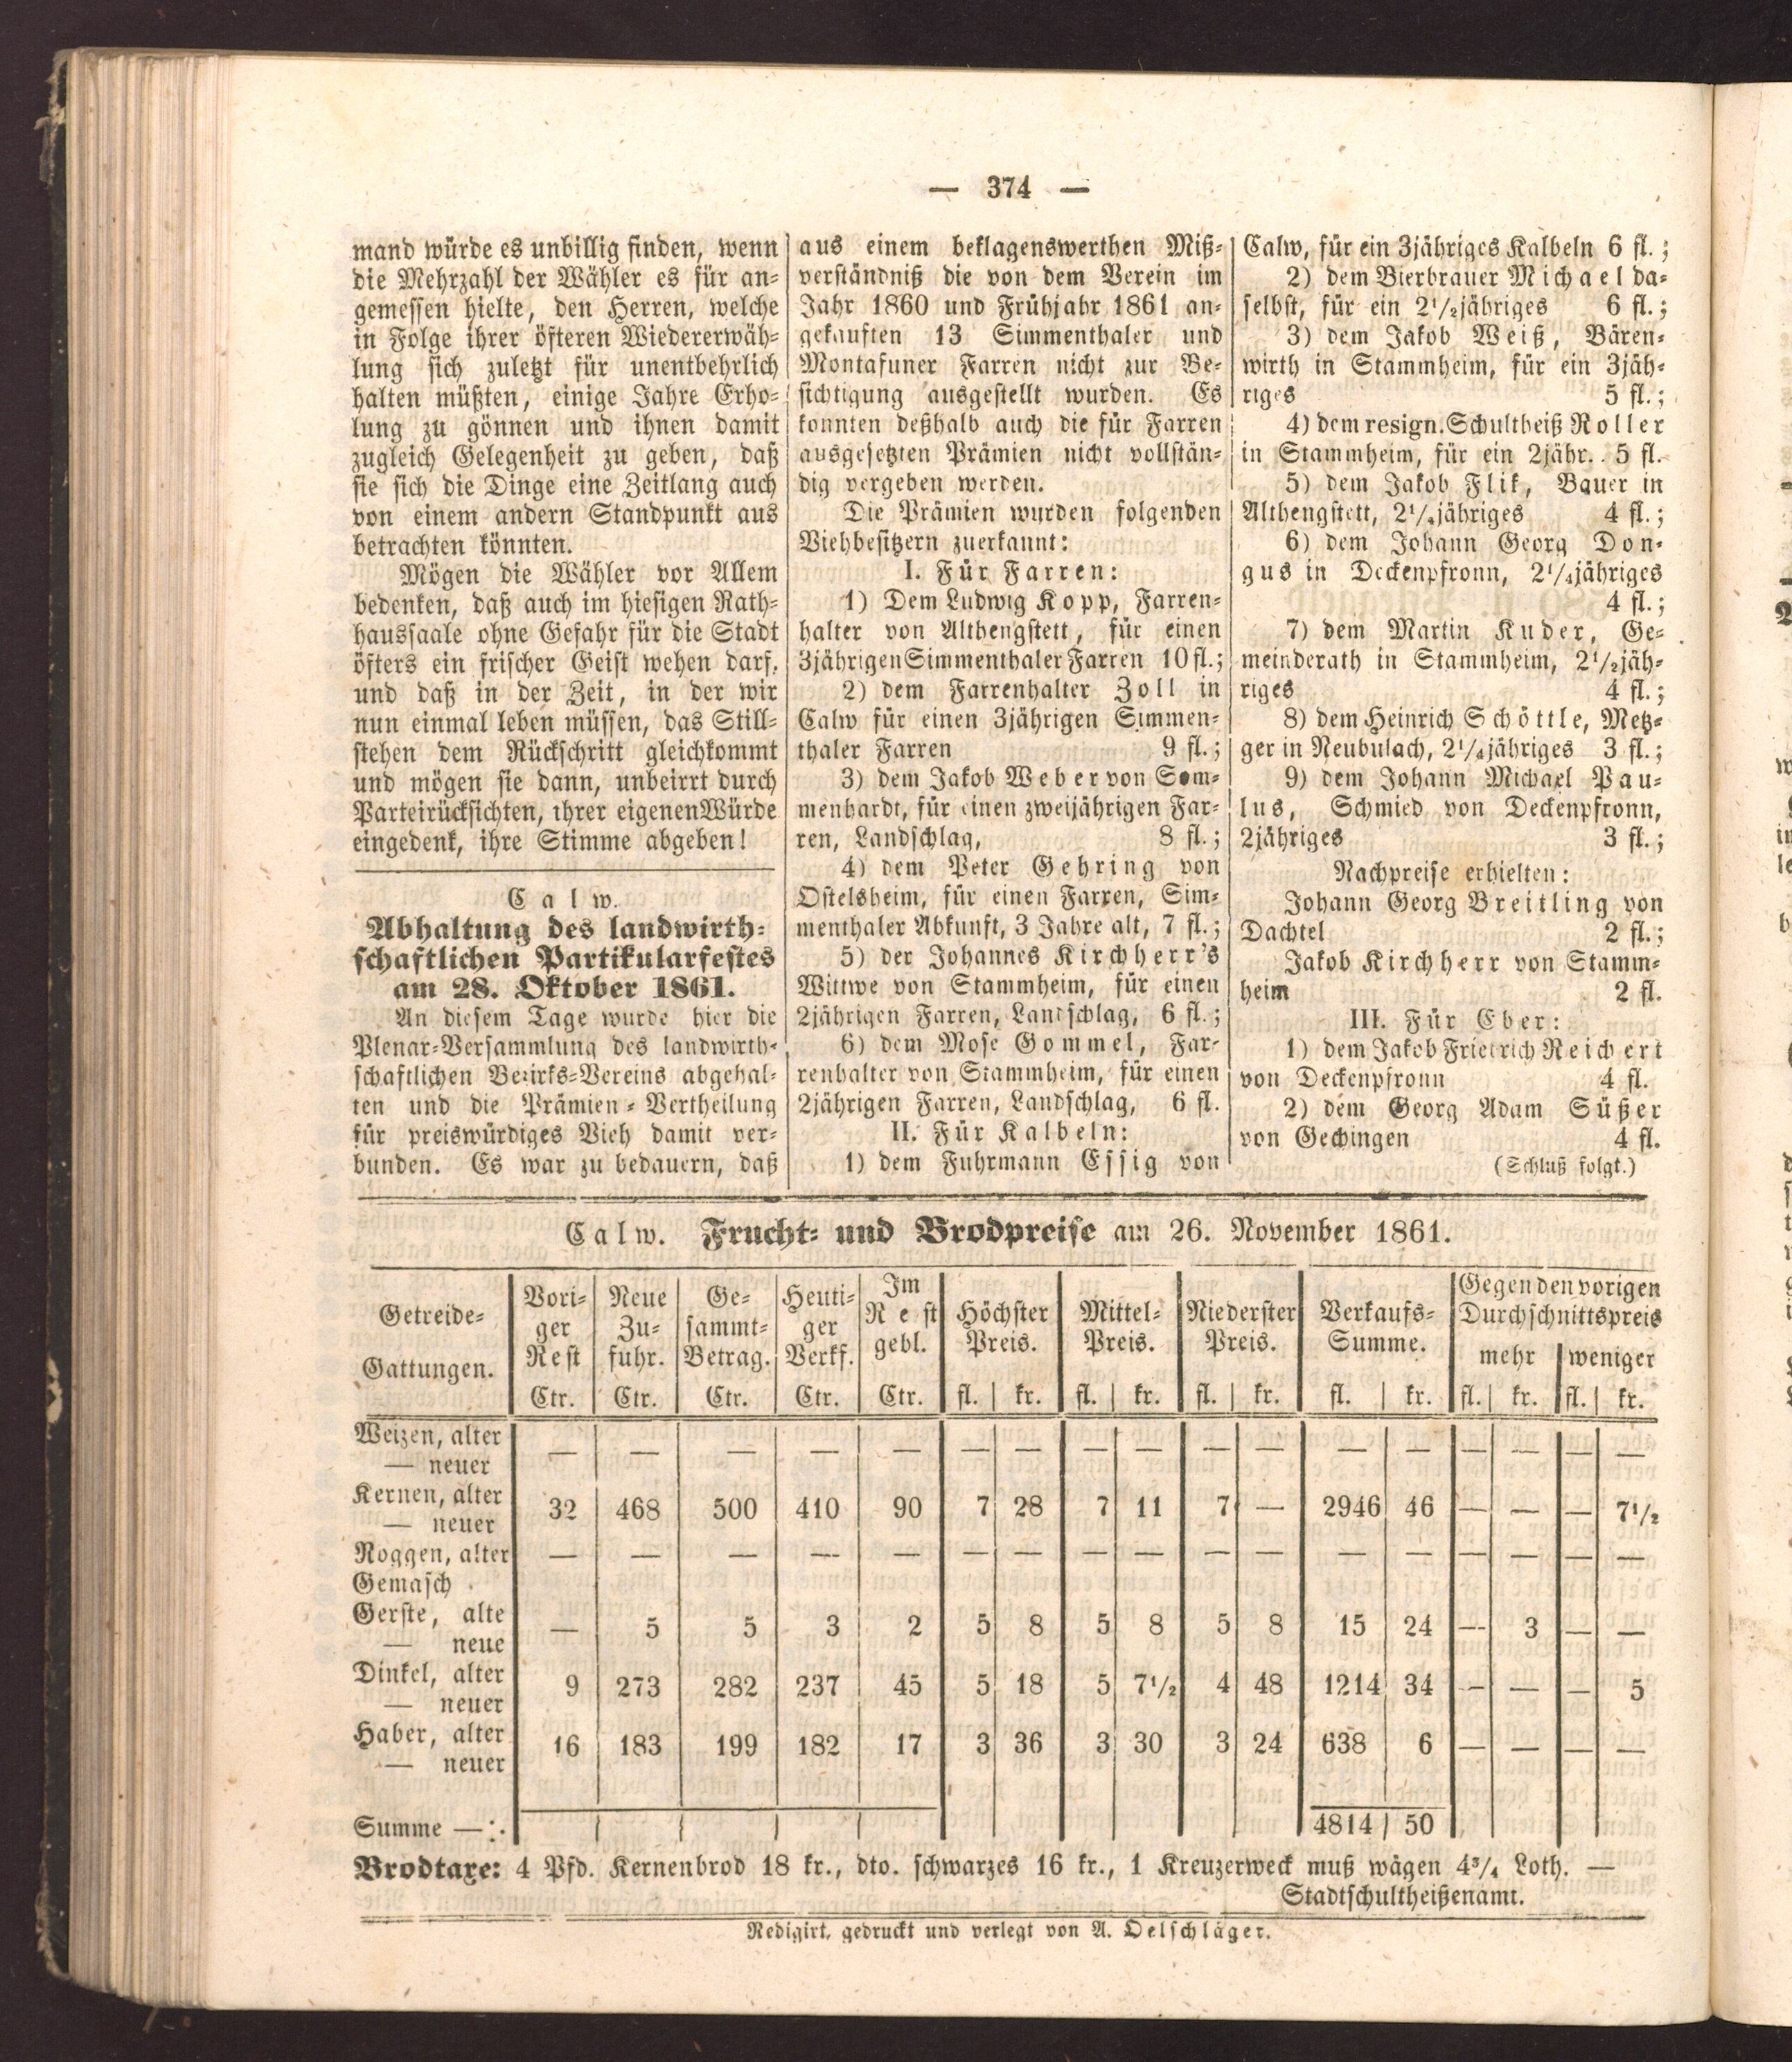 — 374 —
mand würde es unbillig finden, wenn
die Mehrzahl der Wähler es für an-
gemessen hielte, den Herren, welche
in Folge ihrer öfteren Wiedererwäh-
lung sich zuletzt für unentbehrlich
halten müßten, einige Jahre Erho-
lung zu gönnen und ihnen damit
zugleich Gelegenheit zu geben, daß
sie sich die Dinge eine Zeitlang auch
von einem andern Standpunkt aus
betrachten könnten.
Mögen die Wähler vor Allem
bedenken, daß auch im hiesigen Rath-
haussaale ohne Gefahr für die Stadt
öfters ein frischer Geist wehen darf,
und daß in der Zeit, in der wir
nun einmal leben müssen, das Still-
stehen dem Rückschritt gleichkommt
und mögen sie dann, unbeirrt durch
Parteirücksichten, ihrer eigenen Würde
eingedenk, ihre Stimme abgeben!
Calw.
Abhaltung des landwirth-
schaftlichen Partikularfestes
am 28. Oktober 1861.
An diesem Tage wurde hier die
Plenar-Versammlung des landwirth-
schaftlichen Bezirks-Vereins abgehal-
ten und die Prämien-Vertheilung
für preiswürdiges Vieh damit ver-
bunden. Es war zu bedauern, daß
aus einem beklagenswerthen Miß-
verständniß die von dem Verein im
Jahr 1860 und Frühjahr 1861 an-
gekauften 13 Simmenthaler und
Montafuner Farren nicht zur Be-
sichtigung ausgestellt wurden. Es
konnten deßhalb auch die für Farren
ausgesetzten Prämien nicht vollstän-
dig vergeben werden.
Die Prämien wurden folgenden
Viehbesitzern zuerkannt:
I. Für Farren:
1) Dem Ludwig Kopp, Farren-
halter von Althengstett, für einen
3jährigen Simmenthaler Farren 10 fl.;
2) dem Farrenhalter Zoll in
Calw für einen 3jährigen Simmen-
thaler Farren 9 fl.;
3) dem Jakob Weber von Som-
menhardt, für einen zweijährigen Far-
ren, Landschlag, 8 fl.;
4) dem Peter Gehring von
Ostelsheim, für einen Farren, Sim-
menthaler Abkunft, 3 Jahre alt, 7 fl.;
5) der Johannes Kirchherr's
Wittwe von Stammheim, für einen
2jährigen Farren, Landschlag, 6 fl.;
6) dem Mose Gommel, Far-
renhalter von Stammheim, für einen
2jährigen Farren, Landschlag, 6 fl.
II. Für Kalbeln:
1) dem Fuhrmann Essig von
Calw, für ein 3jähriges Kalbeln 6 fl.;
2) dem Bierbrauer Michael da-
selbst, für ein 2½jähriges 6 fl.;
3) dem Jakob Weiß, Bären-
wirth in Stammheim, für ein 3jäh-
riges 5 fl.;
4) dem resign. Schultheiß Roller
in Stammheim, für ein 2jähr.. 5 fl.
5) dem Jakob Flik, Bauer in
Althengstett, 2¼jähriges 4 fl.;
6) dem Johann Georg Don-
gus in Deckenpfronn, 2¼jähriges
4 fl.;
7) dem Martin Kuder, Ge-
meinderath in Stammheim, 2½jäh-
riges 4 fl.;
8) dem Heinrich Schöttle, Metz-
ger in Neubulach, 2¼jähriges 3 fl.;
9) dem Johann Michael Pau-
lus, Schmied von Deckenpfronn,
2jähriges 3 fl.;
Nachpreise erhielten:
Johann Georg Breitling von
Dachtel 2 fl.;
Jakob Kirchherr von Stamm-
heim 2 fl.
III. Für Eber:
1) dem Jakob Friedrich Reichert
von Deckenpfronn 4 fl.
2) dem Georg Adam Süßer
von Gechingen 4 fl.
(Schluß folgt.)
Calw. Frucht- und Brodpreise am 26. November 1861.
Getreide-Gattungen. | Voriger Rest | Neue Zufuhr. | Gesammt-Betrag. | Heutiger Verkf. | Im Rest gebl. | Höchster Preis. | Mittel-Preis. | Niederster Preis. | Verkaufs-Summe. | Gegen den vorigen Durchschnittspreis mehr | weniger
Ctr. | Ctr. | Ctr. | Ctr. | Ctr. | fl. | kr. | fl. | kr. | fl. | kr. | fl. | kr. | fl. | kr. | fl. | kr.
Weizen, alter — neuer | — | — | — | — | — | — | — | — | — | — | — | — | — | — | — | — | —
Kernen, alter — neuer | 32 | 468 | 500 | 410 | 90 | 7 | 28 | 7 | 11 | 7 | — | 2946 | 46 | — | — | — | 7½
Roggen, alter | — | — | — | — | — | — | — | — | — | — | — | — | — | — | — | — | —
Gemasch
Gerste, alte — neue | — | 5 | 5 | 3 | 2 | 5 | 8 | 5 | 8 | 5 | 8 | 15 | 24 | — | 3 | — | —
Dinkel, alter — neuer | 9 | 273 | 282 | 237 | 45 | 5 | 18 | 5 | 7½ | 4 | 48 | 1214 | 34 | — | — | — | 5
Haber, alter — neuer | 16 | 183 | 199 | 182 | 17 | 3 | 36 | 3 | 30 | 3 | 24 | 638 | 6 | — | — | — | —
Summe —:· 4814 | 50
Brodtaxe: 4 Pfd. Kernenbrod 18 kr., dto. schwarzes 16 kr., 1 Kreuzerweck muß wägen 4¾ Loth. —
Stadtschultheißenamt.
Redigirt, gedruckt und verlegt von A. Oelschläger.